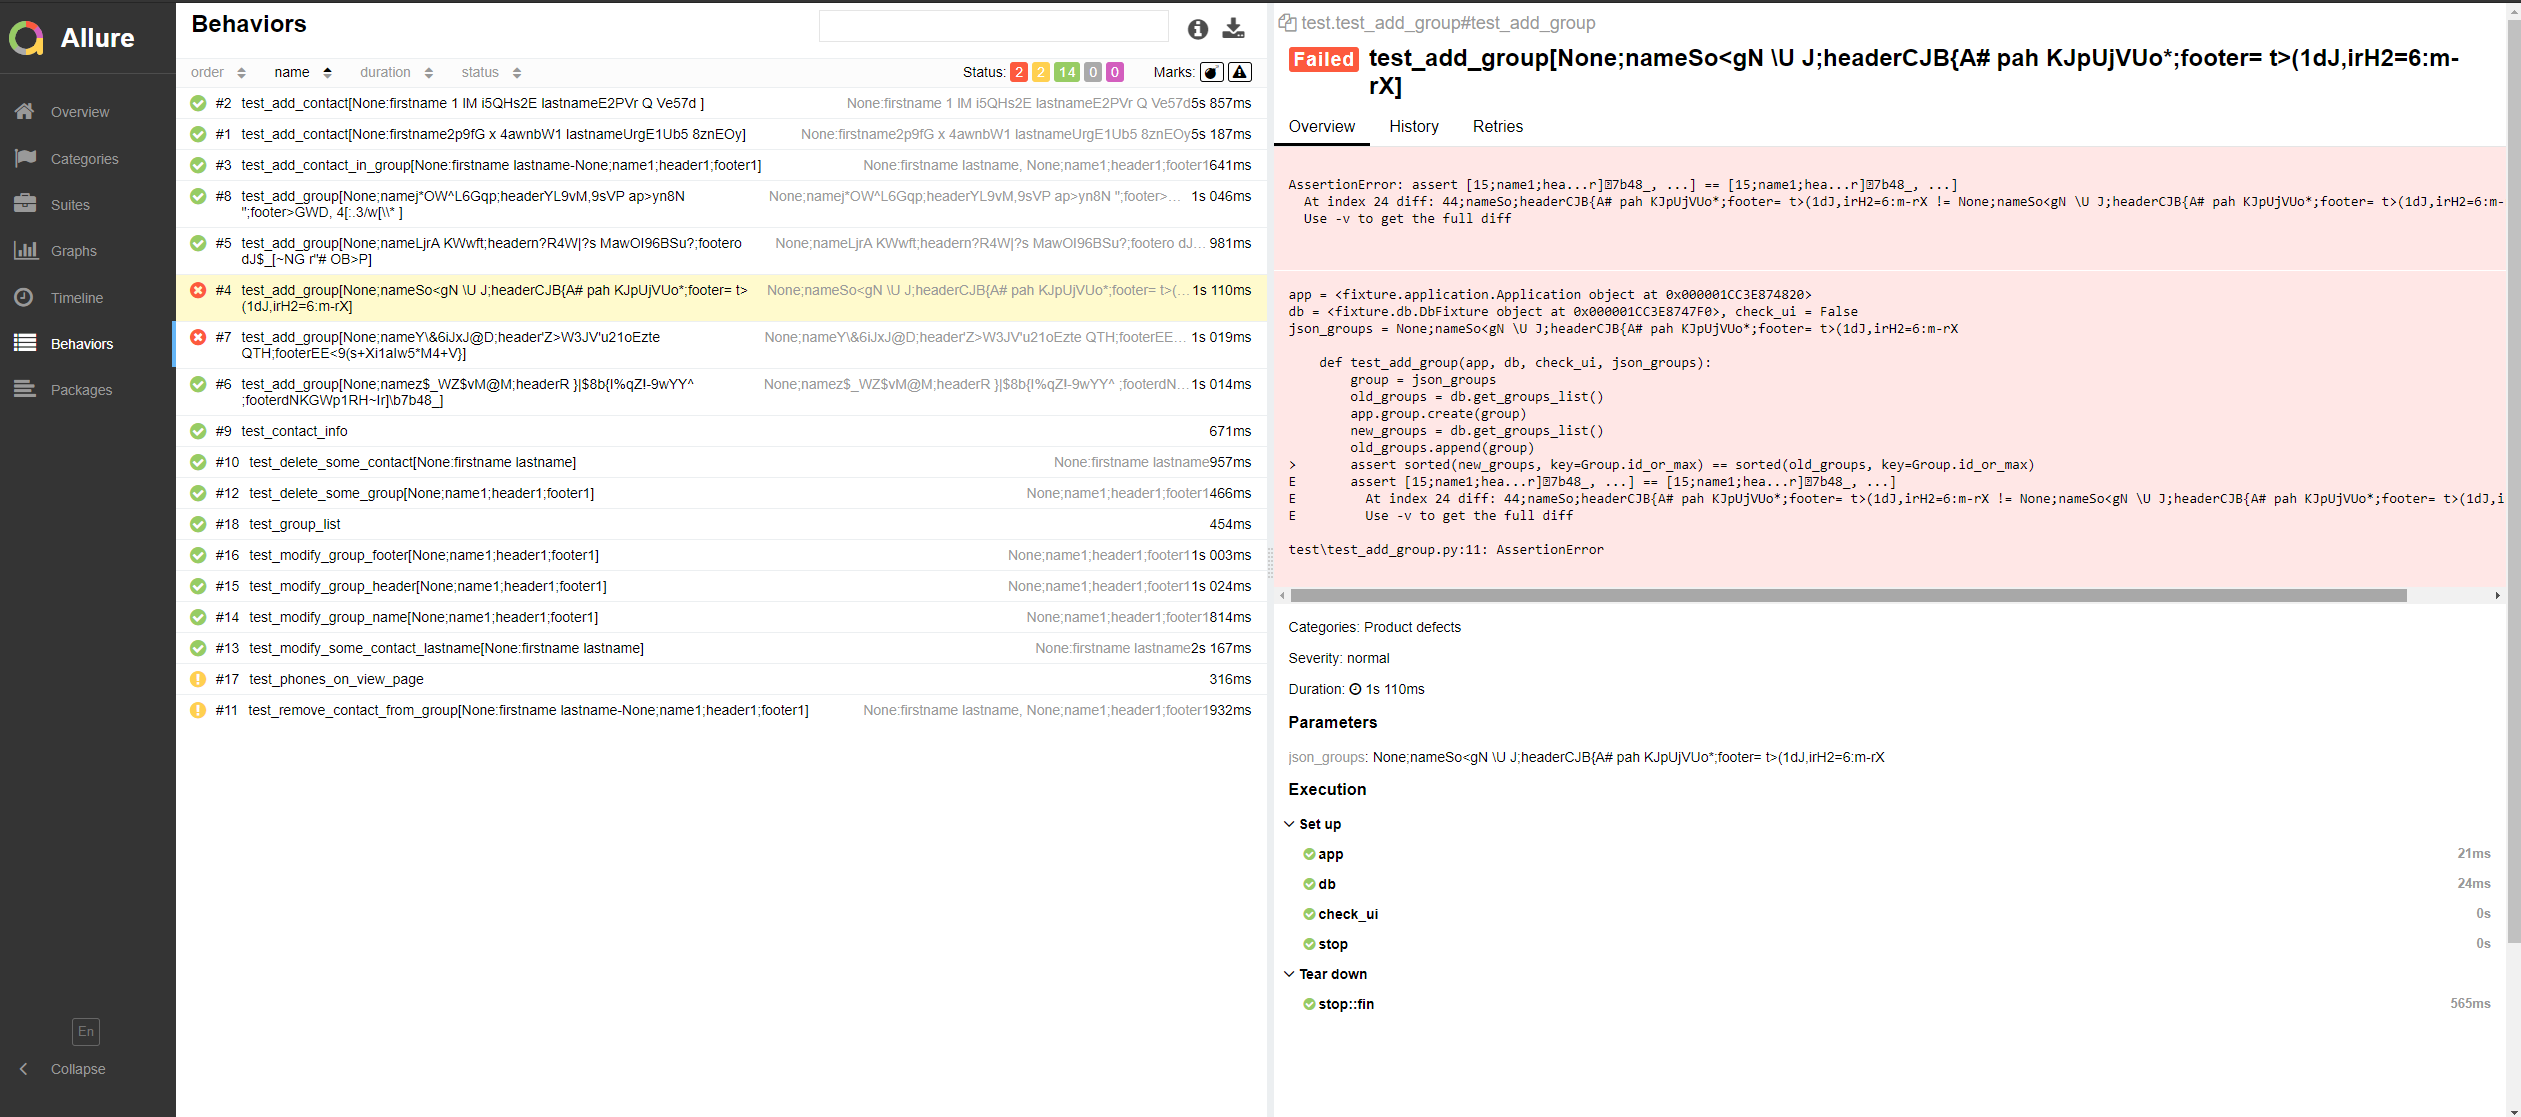 Allure
Overview
Categories
Suites
Graphs
Timeline
Behaviors
Packages
En
Collapse
Behaviors
order name duration status Status: 2 2 14 0 0 Marks:
#2 test_add_contact[None:firstname 1 IM i5QHs2E lastnameE2PVr Q Ve57d ] None:firstname 1 IM i5QHs2E lastnameE2PVr Q Ve57d 5s 857ms
#1 test_add_contact[None:firstname2p9fG x 4awnbW1 lastnameUrgE1Ub5 8znEOy] None:firstname2p9fG x 4awnbW1 lastnameUrgE1Ub5 8znEOy 5s 187ms
#3 test_add_contact_in_group[None:firstname lastname-None;name1;header1;footer1] None:firstname lastname, None;name1;header1;footer1 641ms
#8 test_add_group[None;namej*OW^L6Gqp;headerYL9vM,9sVP ap>yn8N None;namej*OW^L6Gqp;headerYL9vM,9sVP ap>yn8N ";footer>... 1s 046ms
";footer>GWD, 4[:.3/w[\\* ]
#5 test_add_group[None;nameLjrA KWwft;headern?R4W|?s MawOI96BSu?;footero None;nameLjrA KWwft;headern?R4W|?s MawOI96BSu?;footero dJ... 981ms
dJ$_[~NG r"# OB>P]
#4 test_add_group[None;nameSo<gN \U J;headerCJB{A# pah KJpUjVUo*;footer= t> None;nameSo<gN \U J;headerCJB{A# pah KJpUjVUo*;footer= t>(... 1s 110ms
(1dJ,irH2=6:m-rX]
#7 test_add_group[None;nameY\&6iJxJ@D;header'Z>W3JV'u21oEzte None;nameY\&6iJxJ@D;header'Z>W3JV'u21oEzte QTH;footerEE... 1s 019ms
QTH;footerEE<9(s+Xi1aIw5*M4+V}]
#6 test_add_group[None;namez$_WZ$vM@M;headerR }|$8b{I%qZ!-9wYY^ None;namez$_WZ$vM@M;headerR }|$8b{I%qZ!-9wYY^ ;footerdN... 1s 014ms
;footerdNKGWp1RH~Ir]\b7b48_]
#9 test_contact_info 671ms
#10 test_delete_some_contact[None:firstname lastname] None:firstname lastname 957ms
#12 test_delete_some_group[None;name1;header1;footer1] None;name1;header1;footer1 466ms
#18 test_group_list 454ms
#16 test_modify_group_footer[None;name1;header1;footer1] None;name1;header1;footer1 1s 003ms
#15 test_modify_group_header[None;name1;header1;footer1] None;name1;header1;footer1 1s 024ms
#14 test_modify_group_name[None;name1;header1;footer1] None;name1;header1;footer1 814ms
#13 test_modify_some_contact_lastname[None:firstname lastname] None:firstname lastname 2s 167ms
#17 test_phones_on_view_page 316ms
#11 test_remove_contact_from_group[None:firstname lastname-None;name1;header1;footer1] None:firstname lastname, None;name1;header1;footer1 932ms
test.test_add_group#test_add_group
Failed test_add_group[None;nameSo<gN \U J;headerCJB{A# pah KJpUjVUo*;footer= t>(1dJ,irH2=6:m-
rX]
Overview History Retries
AssertionError: assert [15;name1;hea...r]7b48_, ...] == [15;name1;hea...r]7b48_, ...]
At index 24 diff: 44;nameSo;headerCJB{A# pah KJpUjVUo*;footer= t>(1dJ,irH2=6:m-rX != None;nameSo<gN \U J;headerCJB{A# pah KJpUjVUo*;footer= t>(1dJ,irH2=6:m-
Use -v to get the full diff
app = <fixture.application.Application object at 0x000001CC3E874820>
db = <fixture.db.DbFixture object at 0x000001CC3E8747F0>, check_ui = False
json_groups = None;nameSo<gN \U J;headerCJB{A# pah KJpUjVUo*;footer= t>(1dJ,irH2=6:m-rX
def test_add_group(app, db, check_ui, json_groups):
group = json_groups
old_groups = db.get_groups_list()
app.group.create(group)
new_groups = db.get_groups_list()
old_groups.append(group)
> assert sorted(new_groups, key=Group.id_or_max) == sorted(old_groups, key=Group.id_or_max)
E assert [15;name1;hea...r]7b48_, ...] == [15;name1;hea...r]7b48_, ...]
E At index 24 diff: 44;nameSo;headerCJB{A# pah KJpUjVUo*;footer= t>(1dJ,irH2=6:m-rX != None;nameSo<gN \U J;headerCJB{A# pah KJpUjVUo*;footer= t>(1dJ,i
E Use -v to get the full diff
test\test_add_group.py:11: AssertionError
Categories: Product defects
Severity: normal
Duration: 1s 110ms
Parameters
json_groups: None;nameSo<gN \U J;headerCJB{A# pah KJpUjVUo*;footer= t>(1dJ,irH2=6:m-rX
Execution
Set up
app 21ms
db 24ms
check_ui 0s
stop 0s
Tear down
stop::fin 565ms